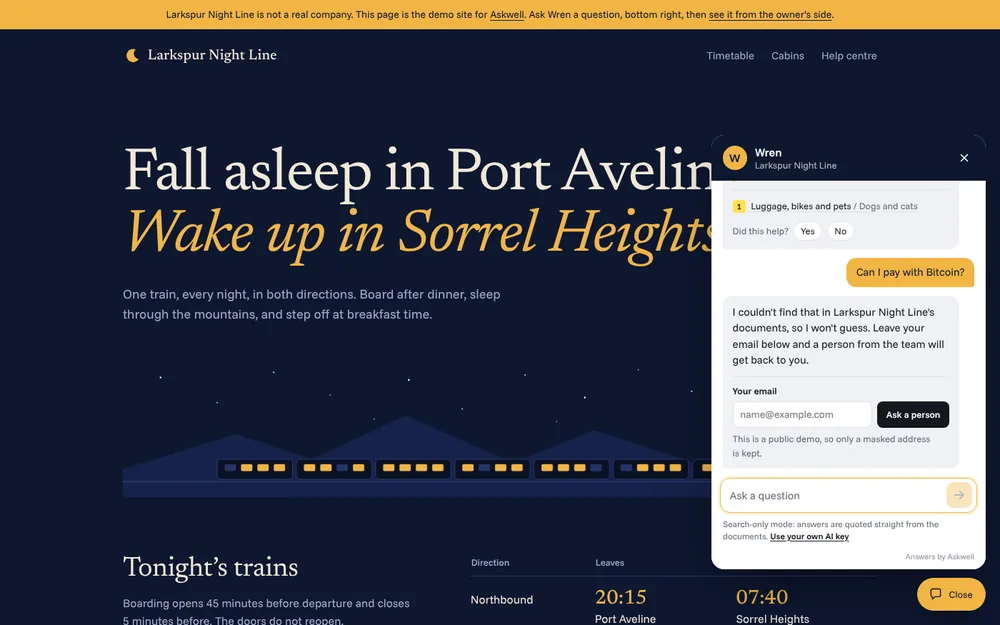 Larkspur Night Line is not a real company. This page is the demo site for Askwell. Ask Wren a question, bottom right, then see it from the owner's side.
Larkspur Night Line
Timetable Cabins Help centre
Fall asleep in Port Avelin
Wake up in Sorrel Heights
One train, every night, in both directions. Board after dinner, sleep
through the mountains, and step off at breakfast time.
W
Wren
Larkspur Night Line
1 Luggage, bikes and pets / Dogs and cats
Did this help? Yes No
Can I pay with Bitcoin?
I couldn't find that in Larkspur Night Line's
documents, so I won't guess. Leave your
email below and a person from the team will
get back to you.
Your email
name@example.com Ask a person
This is a public demo, so only a masked address
is kept.
Ask a question
Search-only mode: answers are quoted straight from the
documents. Use your own AI key
Answers by Askwell
Close
Tonight's trains
Boarding opens 45 minutes before departure and closes
5 minutes before. The doors do not reopen.
Direction Leaves
Northbound 20:15 07:40
Port Aveline Sorrel Heights